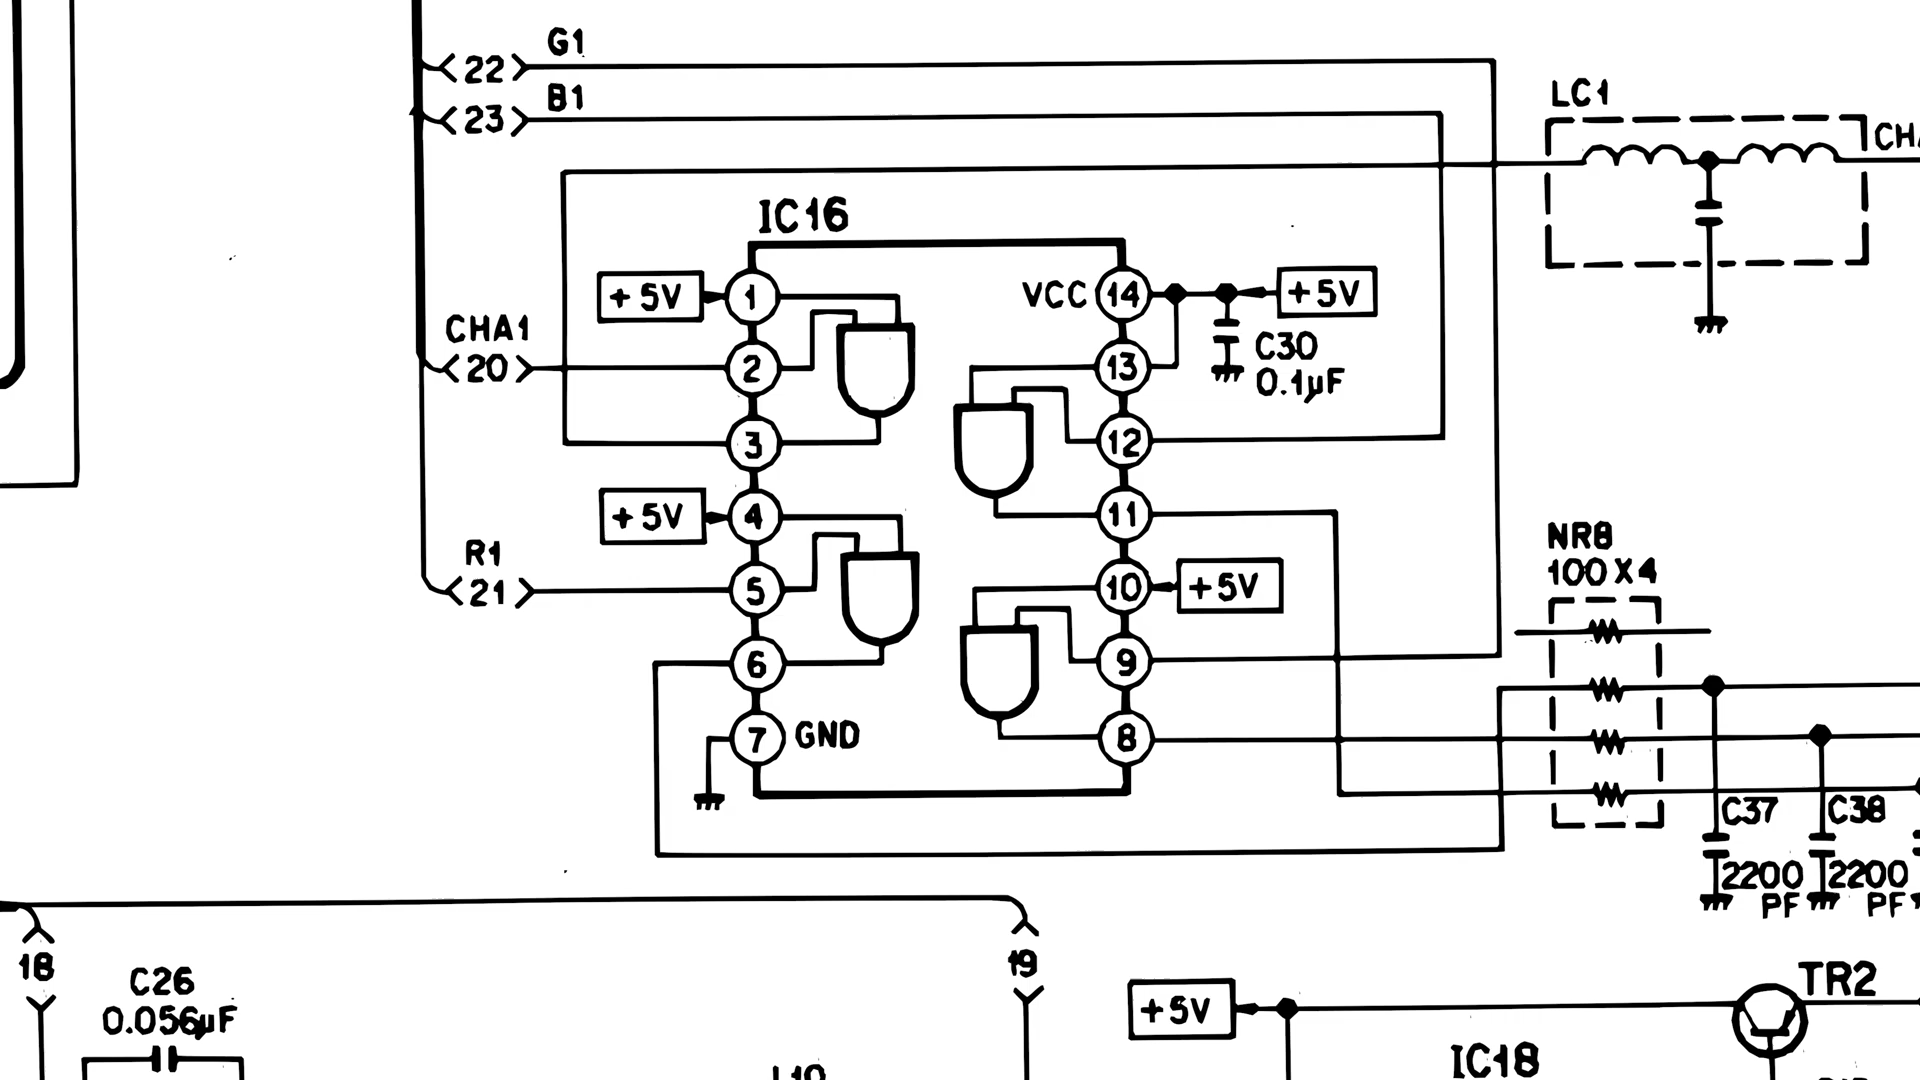 G1
22
B1
23
LC1
IC16
+5V
1
VCC
14
+5V
CHA1
20
2
13
C30
0.1μF
3
12
+5V
4
11
NR8
100X4
R1
21
5
10
+5V
6
9
7
GND
8
C37
C38
2200
PF
2200
PF
18
19
C26
0.056μF
+5V
TR2
IC18